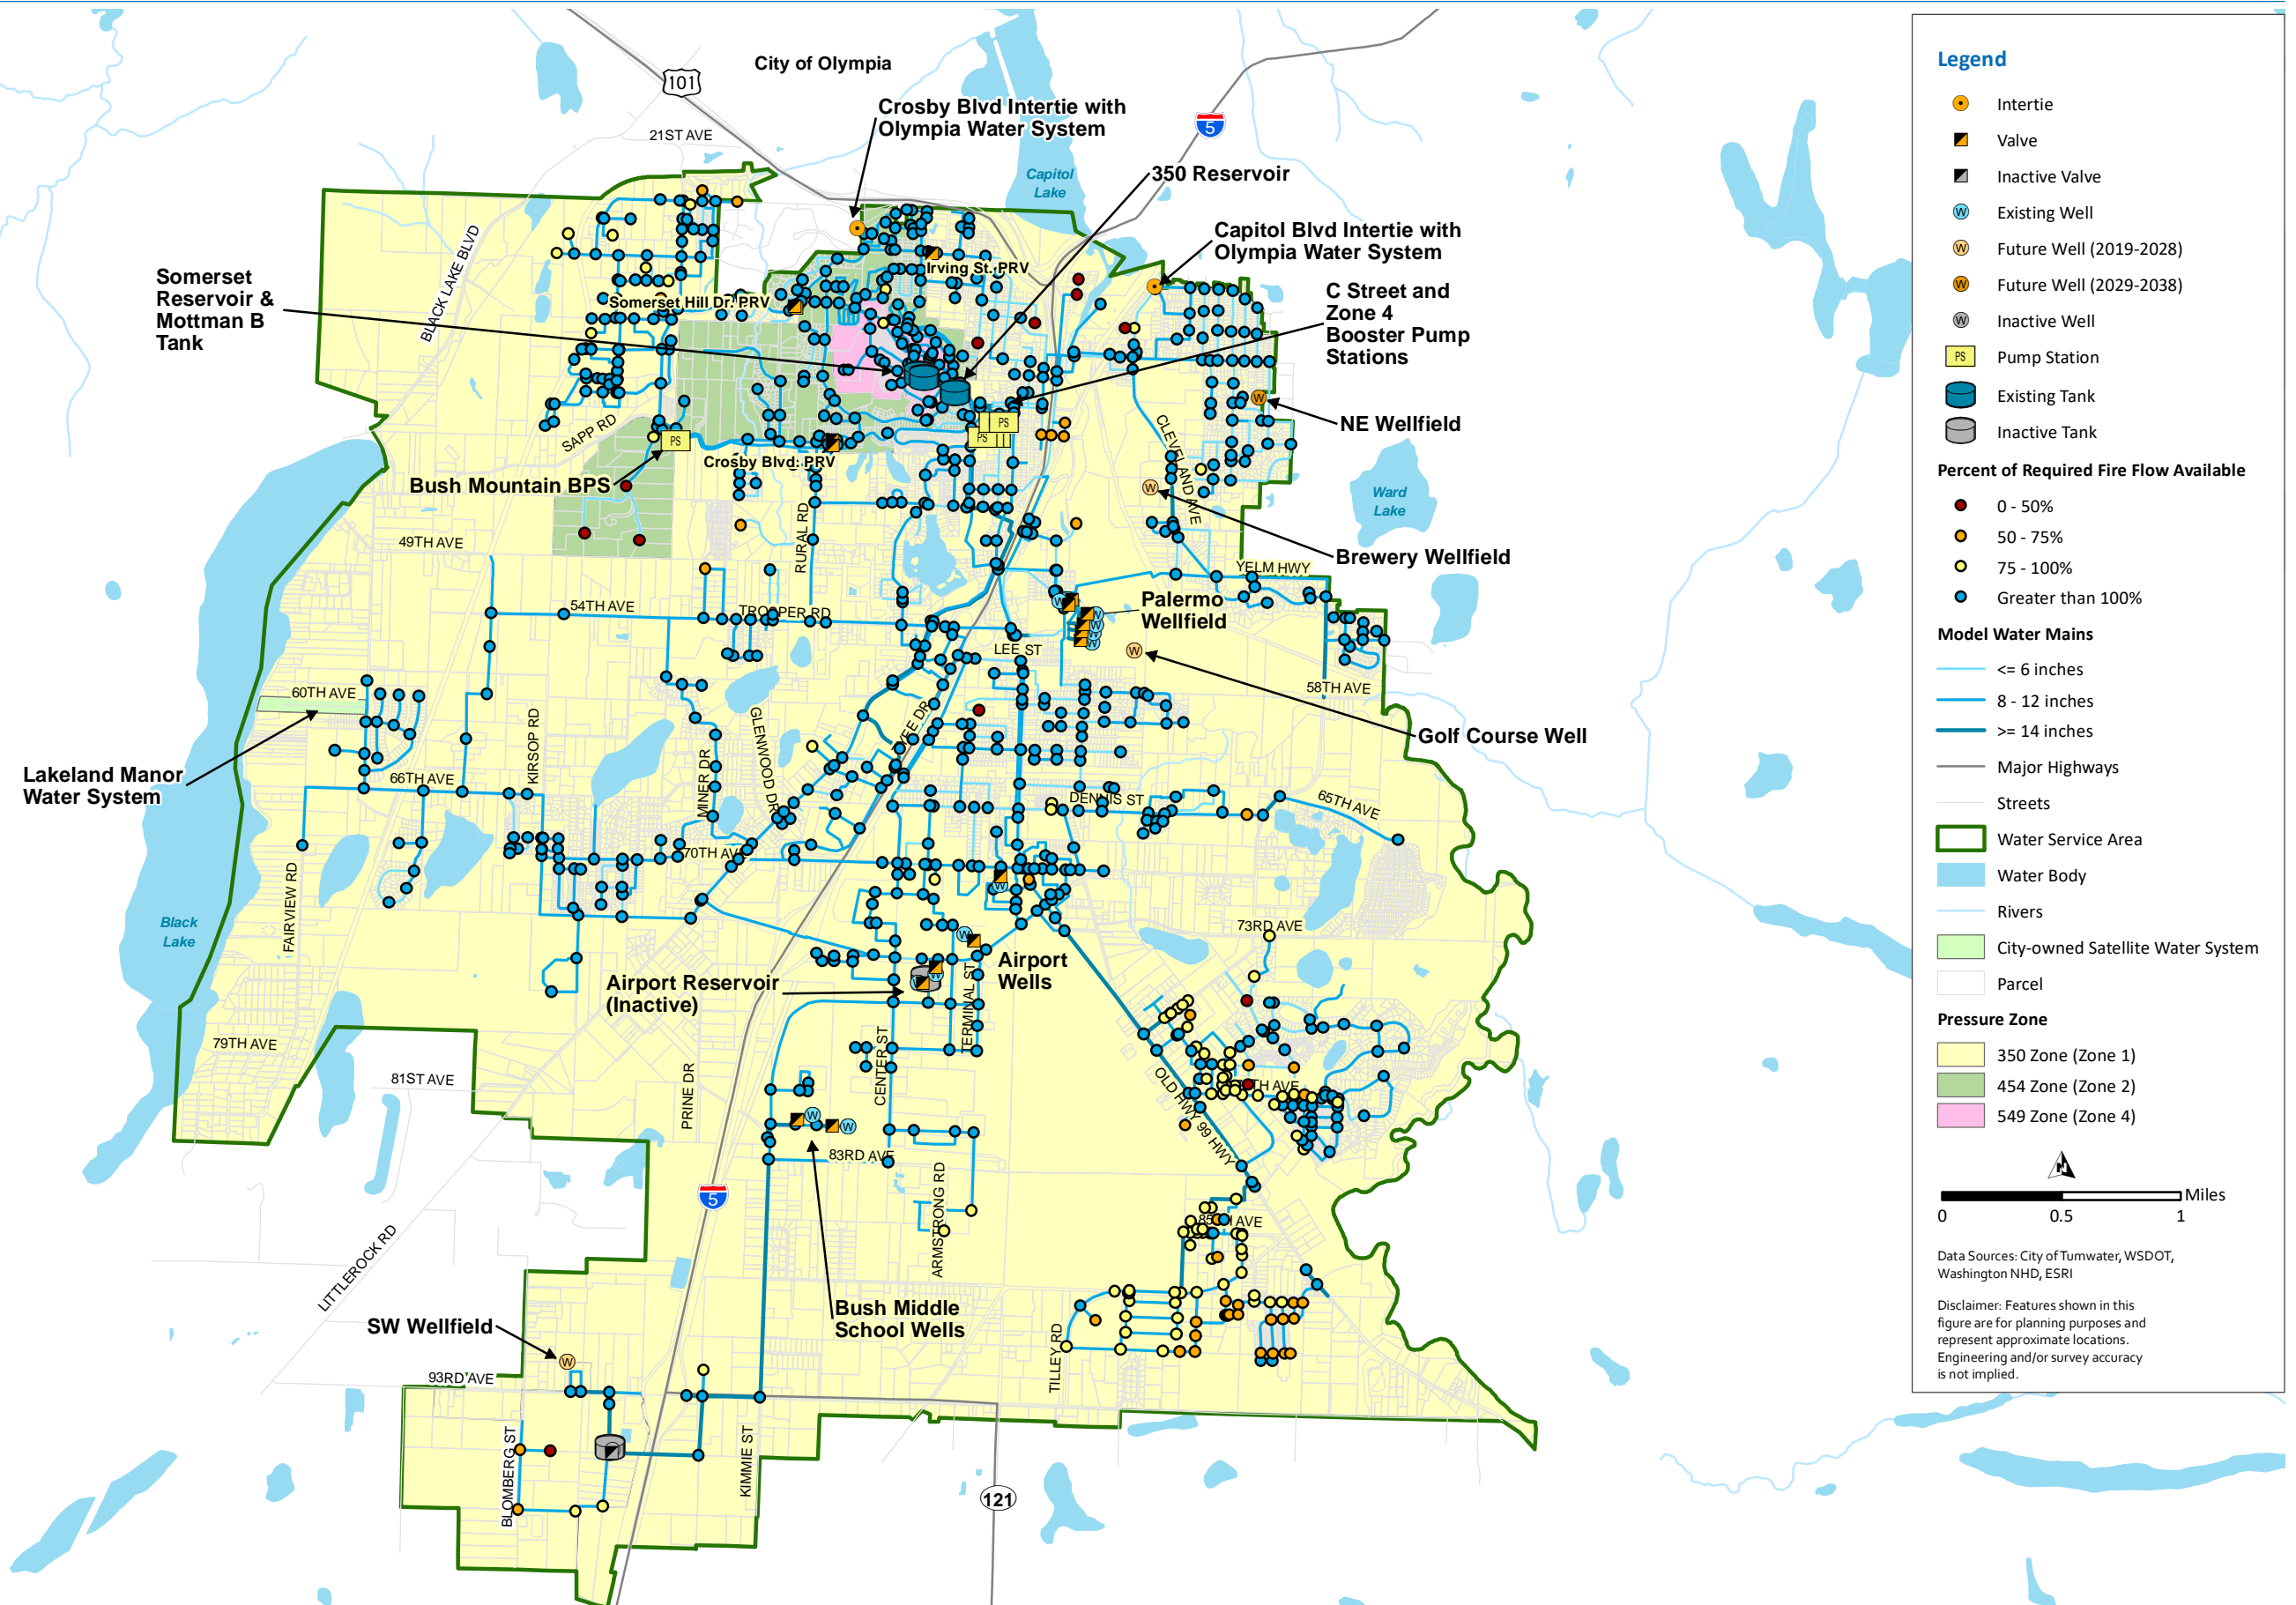 City of Olympia
101
Crosby Blvd Intertie with
Olympia Water System
5
21ST AVE
Capitol
Lake
350 Reservoir
Capitol Blvd Intertie with
Olympia Water System
BLACK LAKE BLVD
Somerset
Reservoir &
Mottman B
Tank
Irving St. PRV
Somerset Hill Dr. PRV
C Street and
Zone 4
Booster Pump
Stations
NE Wellfield
W
SAPP RD
PS
PS
PS
CLEVELAND AVE
Crosby Blvd. PRV
Bush Mountain BPS
W
Ward
Lake
RURAL RD
49TH AVE
Brewery Wellfield
YELM HWY
54TH AVE
TROSPER RD
Palermo
Wellfield
W
W
W
W
W
W
LEE ST
58TH AVE
60TH AVE
KIRSOP RD
GLENWOOD DR
TYEE DR
Golf Course Well
MINER DR
Lakeland Manor
Water System
66TH AVE
DENNIS ST
65TH AVE
70TH AVE
W
FAIRVIEW RD
Black
Lake
73RD AVE
W
Airport
Wells
Airport Reservoir
(Inactive)
W
TERMINAL ST
79TH AVE
81ST AVE
CENTER ST
PRINE DR
TH AVE
OLD HWY 99 HWY
W
W
83RD AVE
5
ARMSTRONG RD
85TH AVE
LITTLEROCK RD
Bush Middle
School Wells
SW Wellfield
W
TILLEY RD
93RD AVE
BLOMBERG ST
KIMMIE ST
121
Legend
Intertie
Valve
Inactive Valve
W
Existing Well
W
Future Well (2019-2028)
W
Future Well (2029-2038)
W
Inactive Well
PS
Pump Station
Existing Tank
Inactive Tank
Percent of Required Fire Flow Available
0 - 50%
50 - 75%
75 - 100%
Greater than 100%
Model Water Mains
<= 6 inches
8 - 12 inches
>= 14 inches
Major Highways
Streets
Water Service Area
Water Body
Rivers
City-owned Satellite Water System
Parcel
Pressure Zone
350 Zone (Zone 1)
454 Zone (Zone 2)
549 Zone (Zone 4)
N
Miles
0 0.5 1
Data Sources: City of Tumwater, WSDOT,
Washington NHD, ESRI
Disclaimer: Features shown in this
figure are for planning purposes and
represent approximate locations.
Engineering and/or survey accuracy
is not implied.